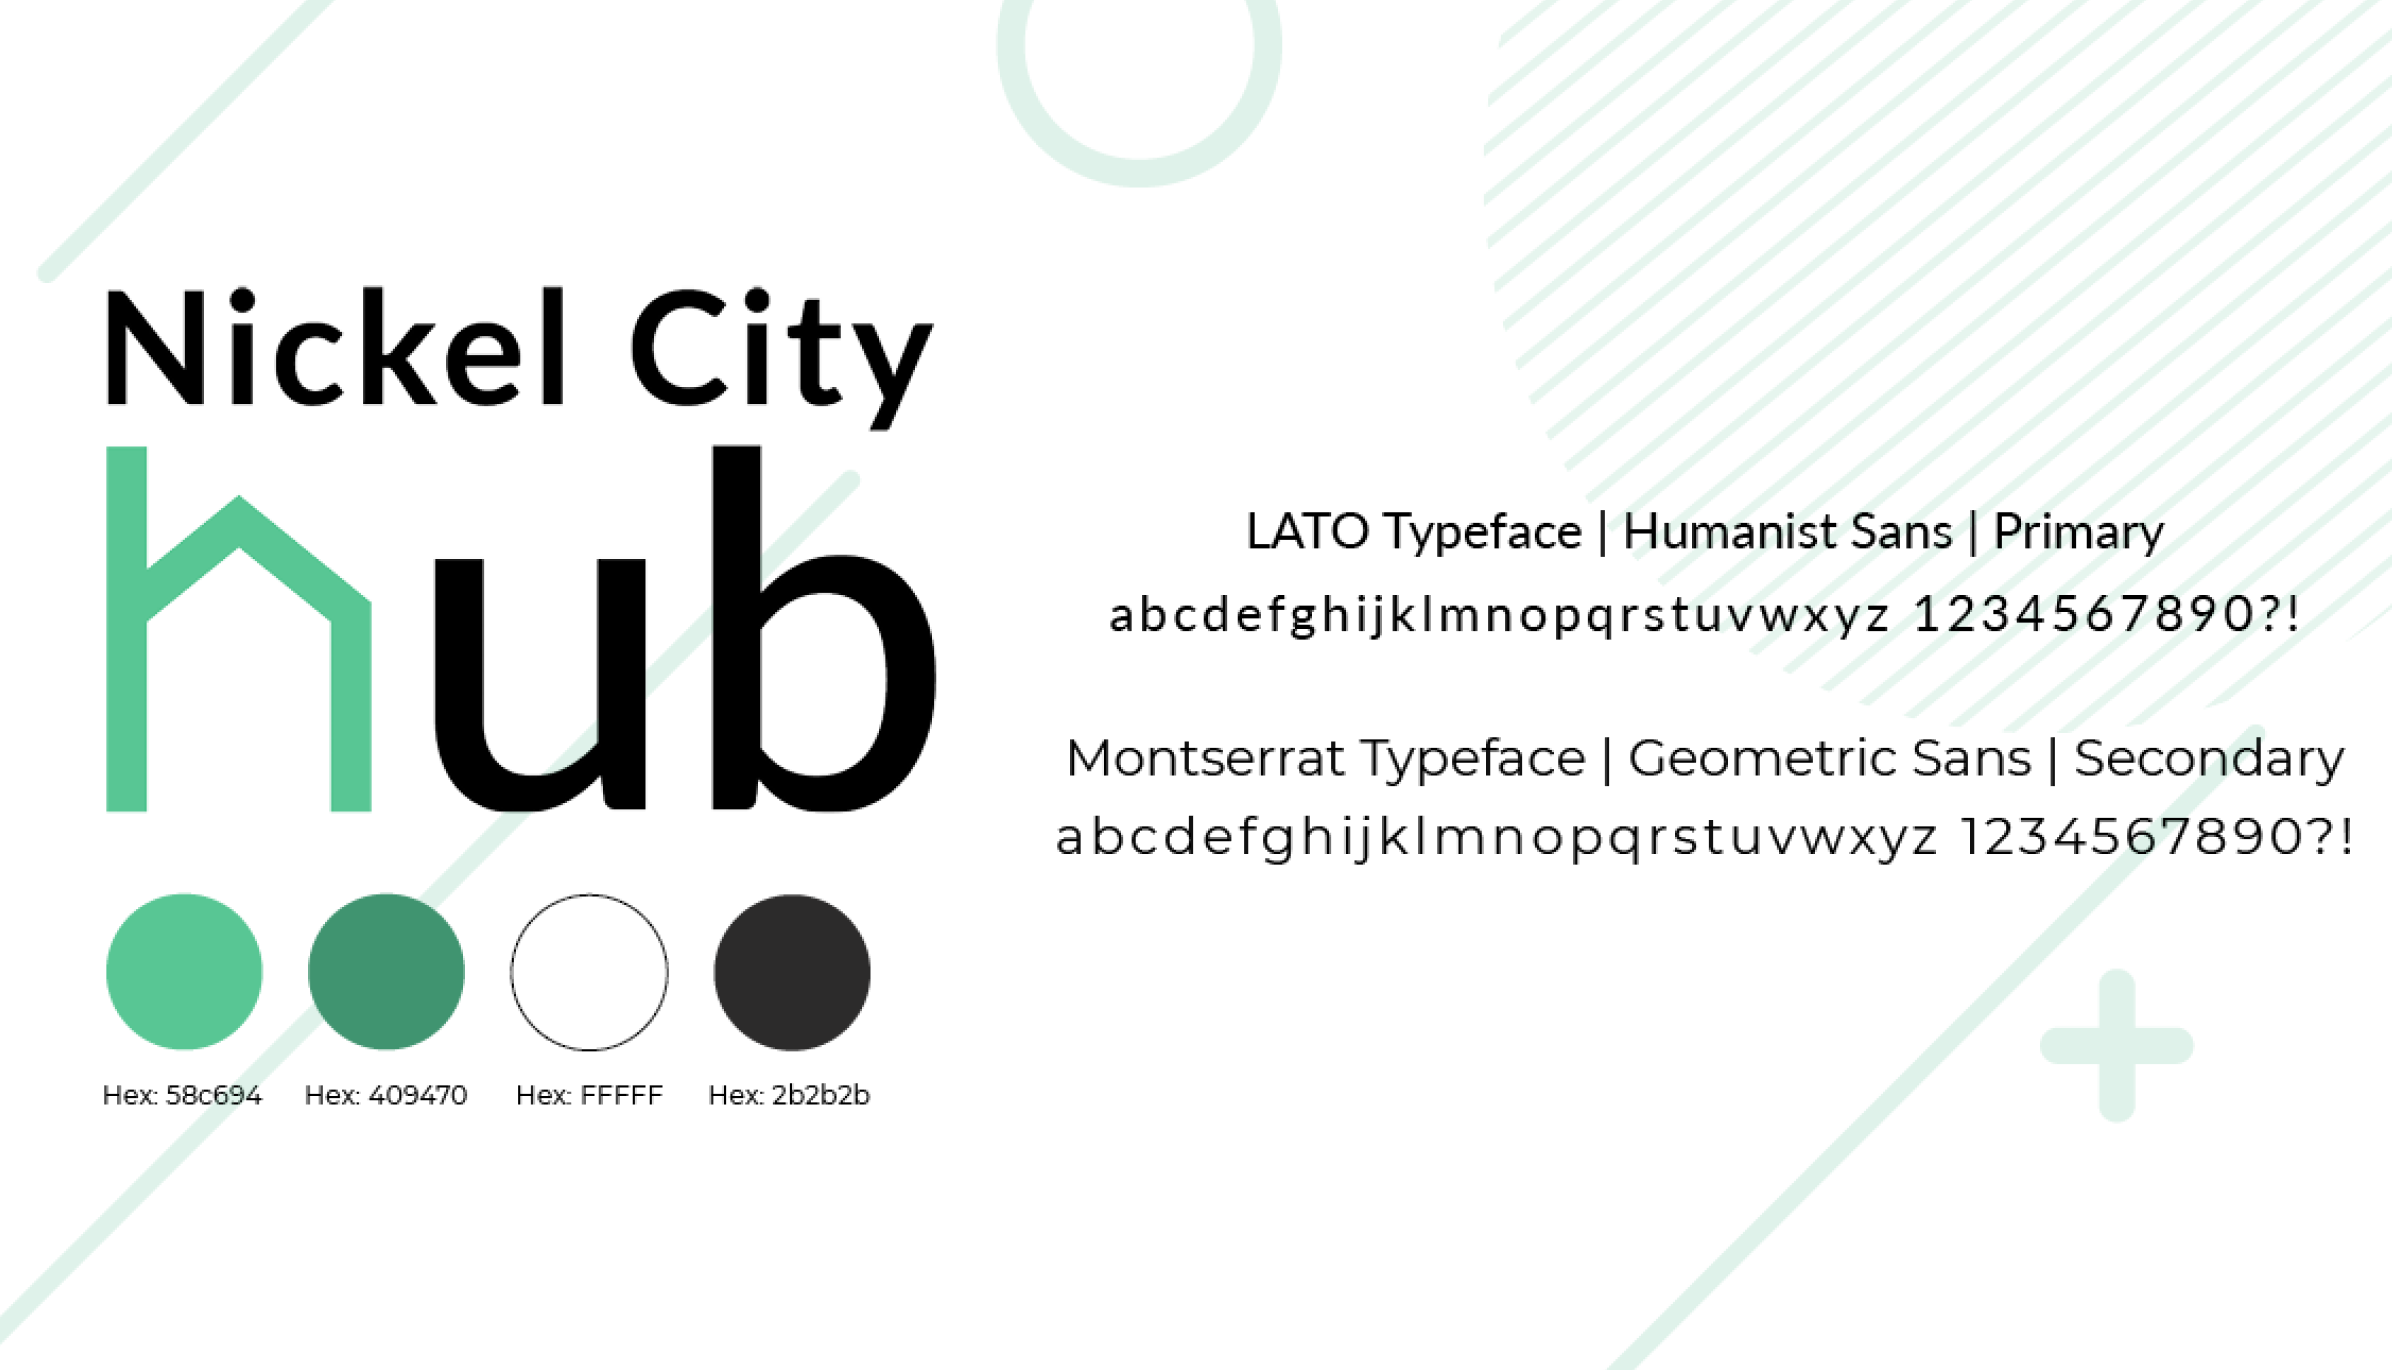 Nickel City
hub
LATO Typeface | Humanist Sans | Primary
abcdefghijklmnopqrstuvwxyz 1234567890?!
Montserrat Typeface | Geometric Sans | Secondary
abcdefghijklmnopqrstuvwxyz 1234567890?!
Hex: 58c694
Hex: 409470
Hex: FFFFF
Hex: 2b2b2b